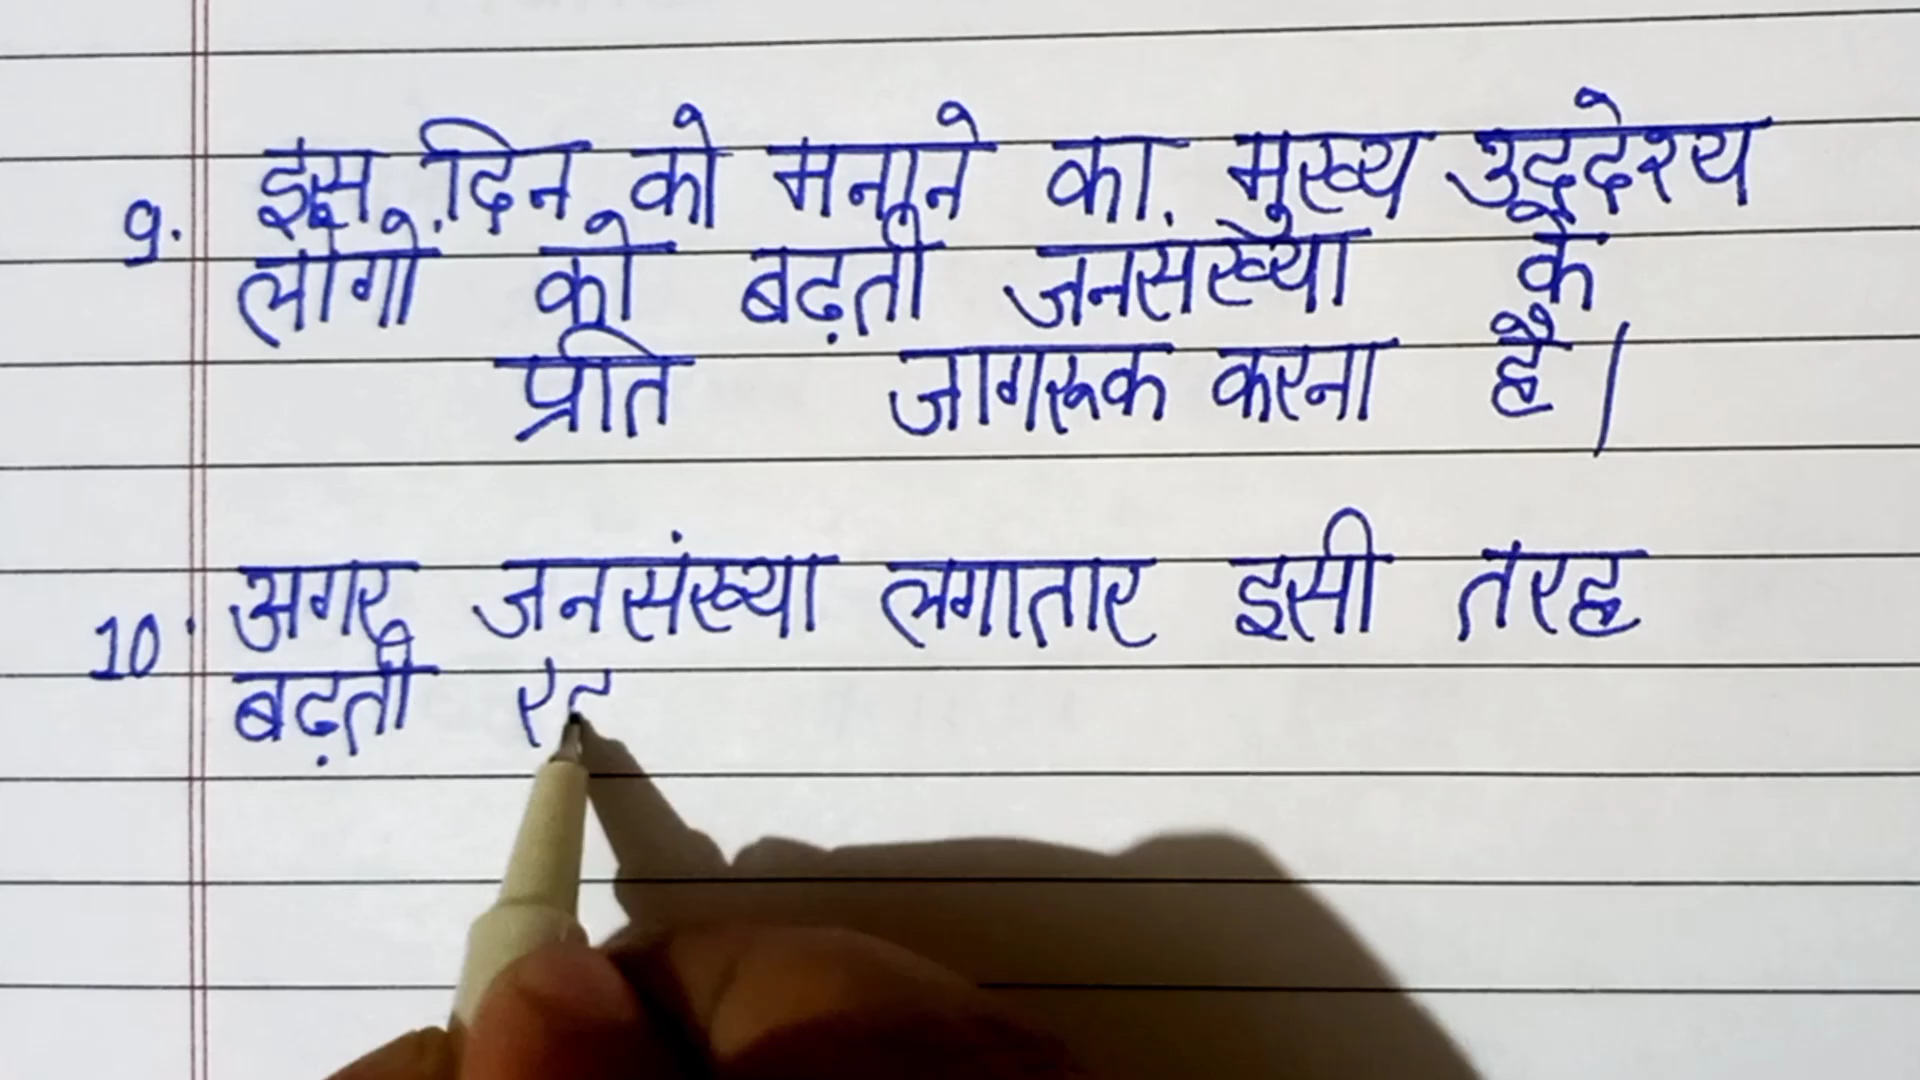 9. इस दिन को मनाने का मुख्य उद्देश्य
लोगों को बढ़ती जनसंख्या के
प्रति जागरूक करना है।
10. अगर जनसंख्या लगातार इसी तरह
बढ़ती